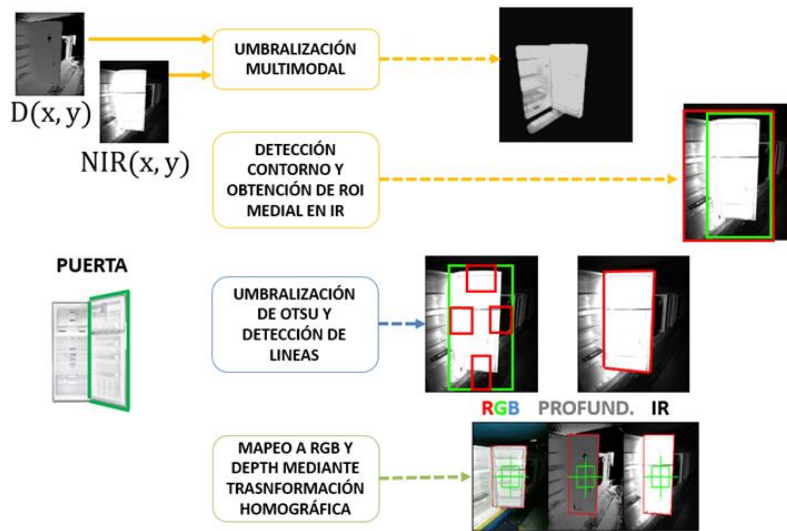 UMBRALIZACIÓN
MULTIMODAL
D(x, y)
NIR(x, y)
DETECCIÓN
CONTORNO Y
OBTENCIÓN DE ROI
MEDIAL EN IR
PUERTA
UMBRALIZACIÓN
DE OTSU Y
DETECCIÓN DE
LINEAS
RGB PROFUND. IR
MAPEO A RGB Y
DEPTH MEDIANTE
TRASNFORMACIÓN
HOMOGRÁFICA